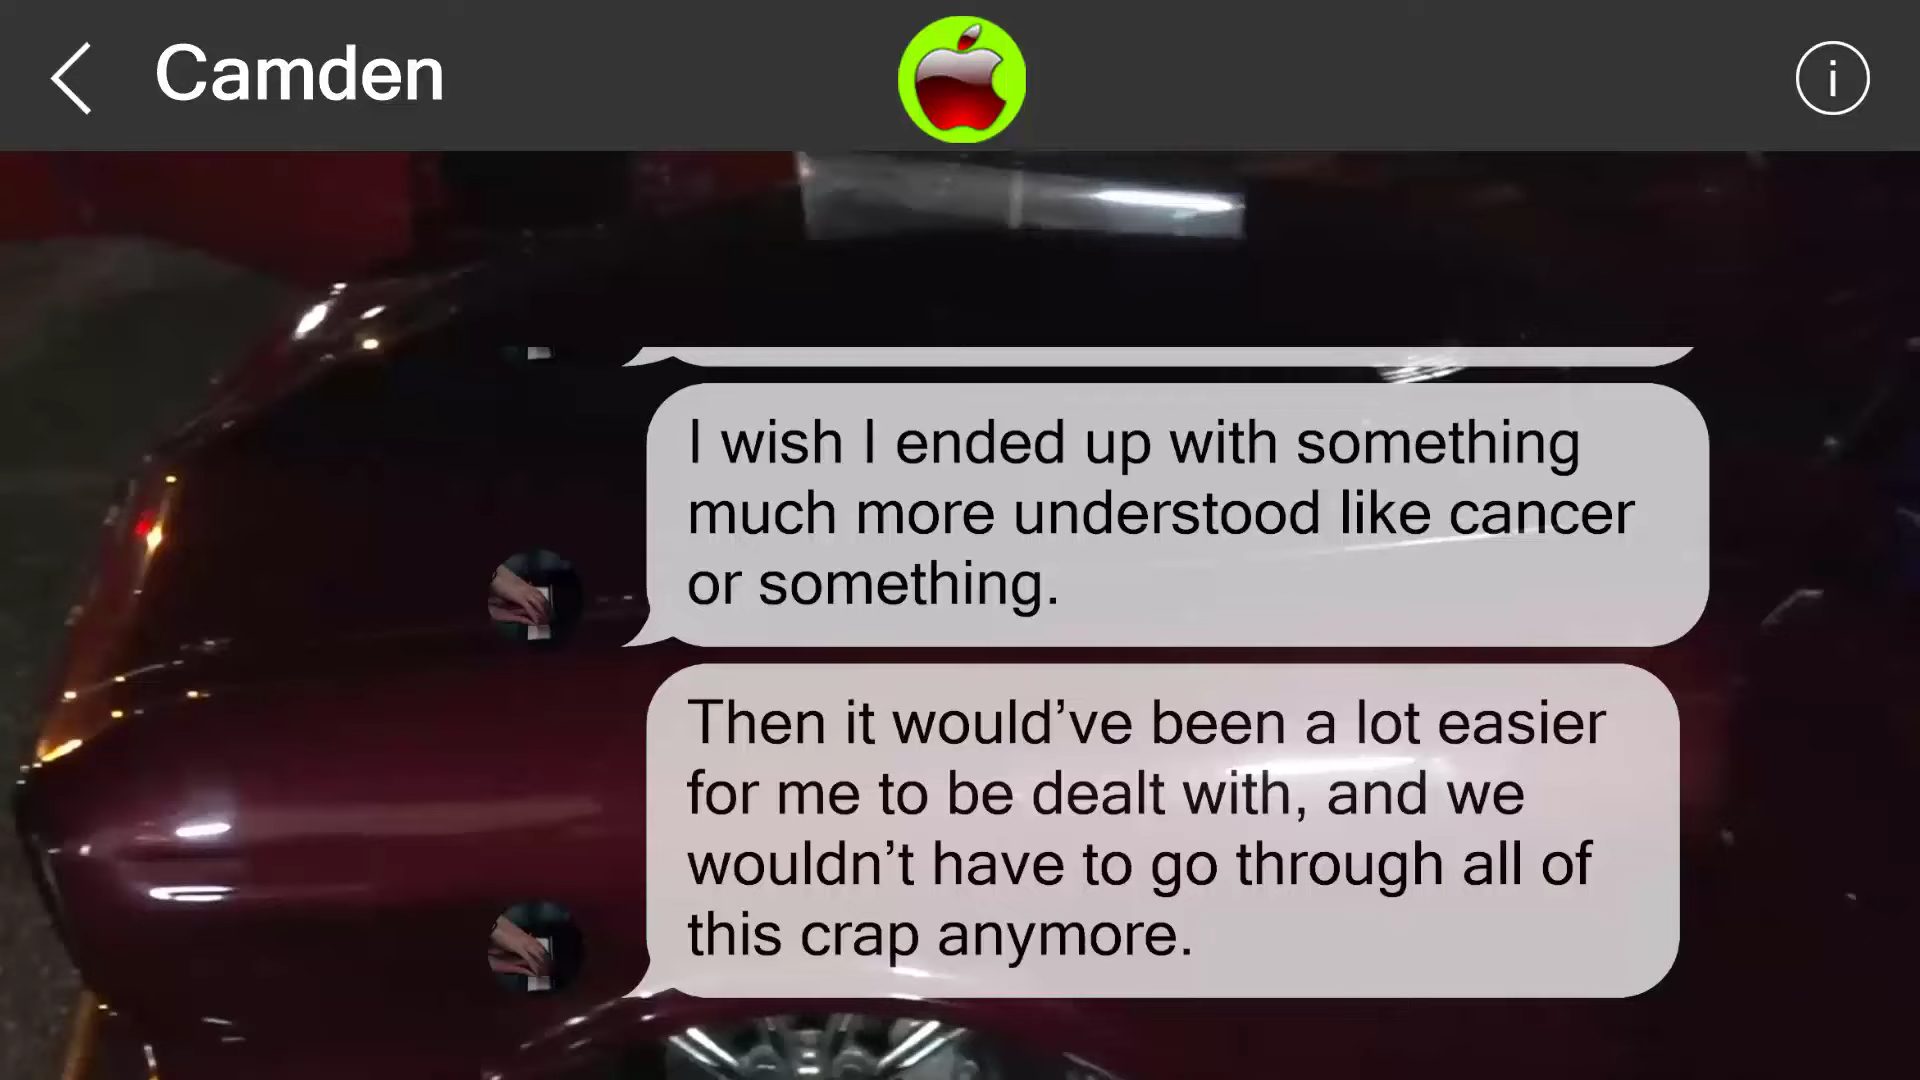 Camden
i
I wish I ended up with something
much more understood like cancer
or something.
Then it would’ve been a lot easier
for me to be dealt with, and we
wouldn’t have to go through all of
this crap anymore.